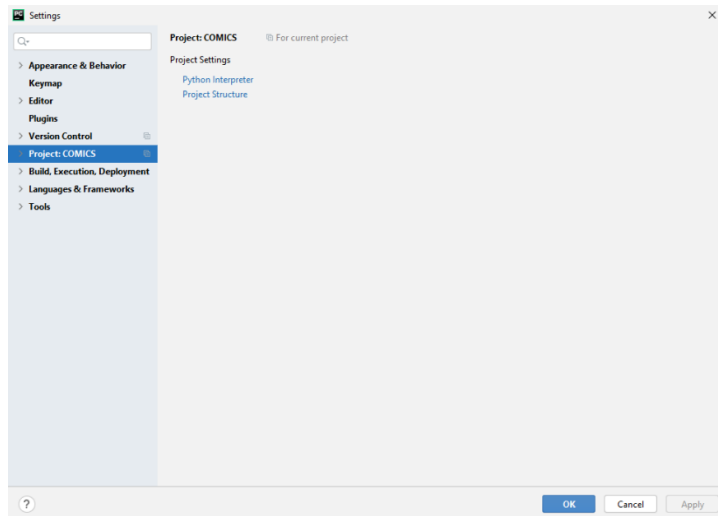 PC Settings
Appearance & Behavior
Keymap
Editor
Plugins
Version Control
Project: COMICS
Build, Execution, Deployment
Languages & Frameworks
Tools
Project: COMICS For current project
Project Settings
Python Interpreter
Project Structure
?
OK Cancel Apply